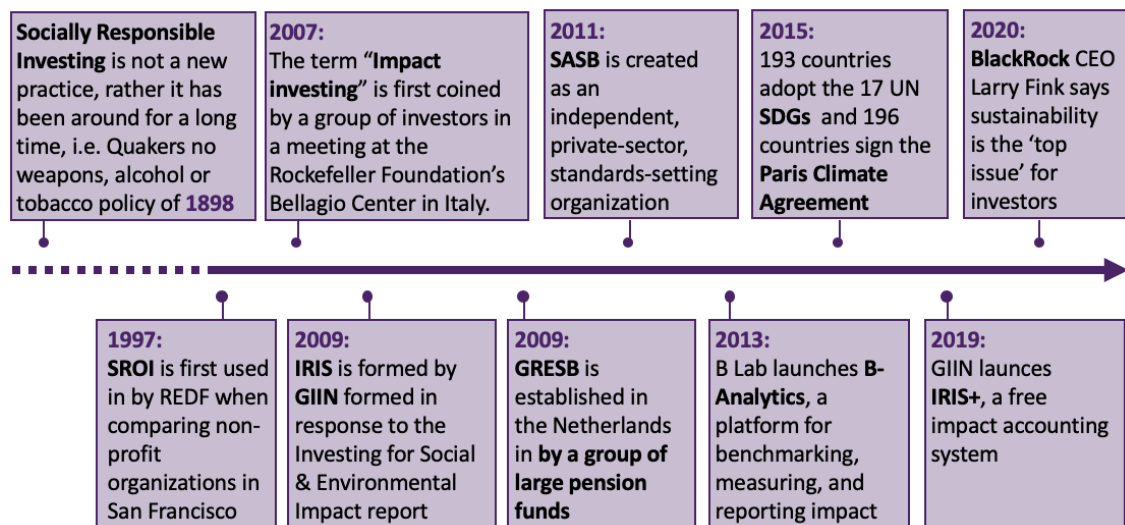 Socially Responsible
Investing is not a new
practice, rather it has
been around for a long
time, i.e. Quakers no
weapons, alcohol or
tobacco policy of 1898
2007:
The term “Impact
investing” is first coined
by a group of investors in
a meeting at the
Rockefeller Foundation’s
Bellagio Center in Italy.
2011:
SASB is created
as an
independent,
private-sector,
standards-setting
organization
2015:
193 countries
adopt the 17 UN
SDGs and 196
countries sign the
Paris Climate
Agreement
2020:
BlackRock CEO
Larry Fink says
sustainability
is the ‘top
issue’ for
investors
1997:
SROI is first used
in by REDF when
comparing non-
profit
organizations in
San Francisco
2009:
IRIS is formed by
GIIN formed in
response to the
Investing for Social
& Environmental
Impact report
2009:
GRESB is
established in
the Netherlands
in by a group of
large pension
funds
2013:
B Lab launches B-
Analytics, a
platform for
benchmarking,
measuring, and
reporting impact
2019:
GIIN launces
IRIS+, a free
impact accounting
system